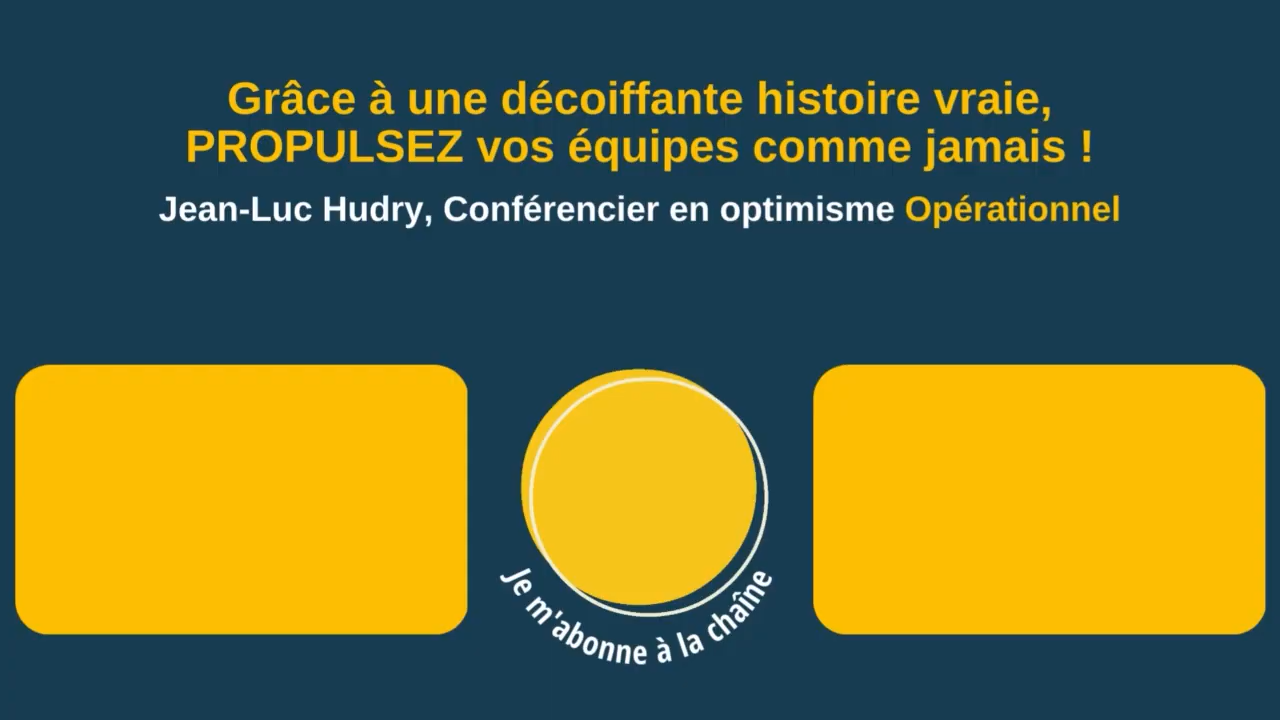 Grâce à une décoiffante histoire vraie,
PROPULSEZ vos équipes comme jamais !
Jean-Luc Hudry, Conférencier en optimisme Opérationnel
Je m'abonne à la chaîne